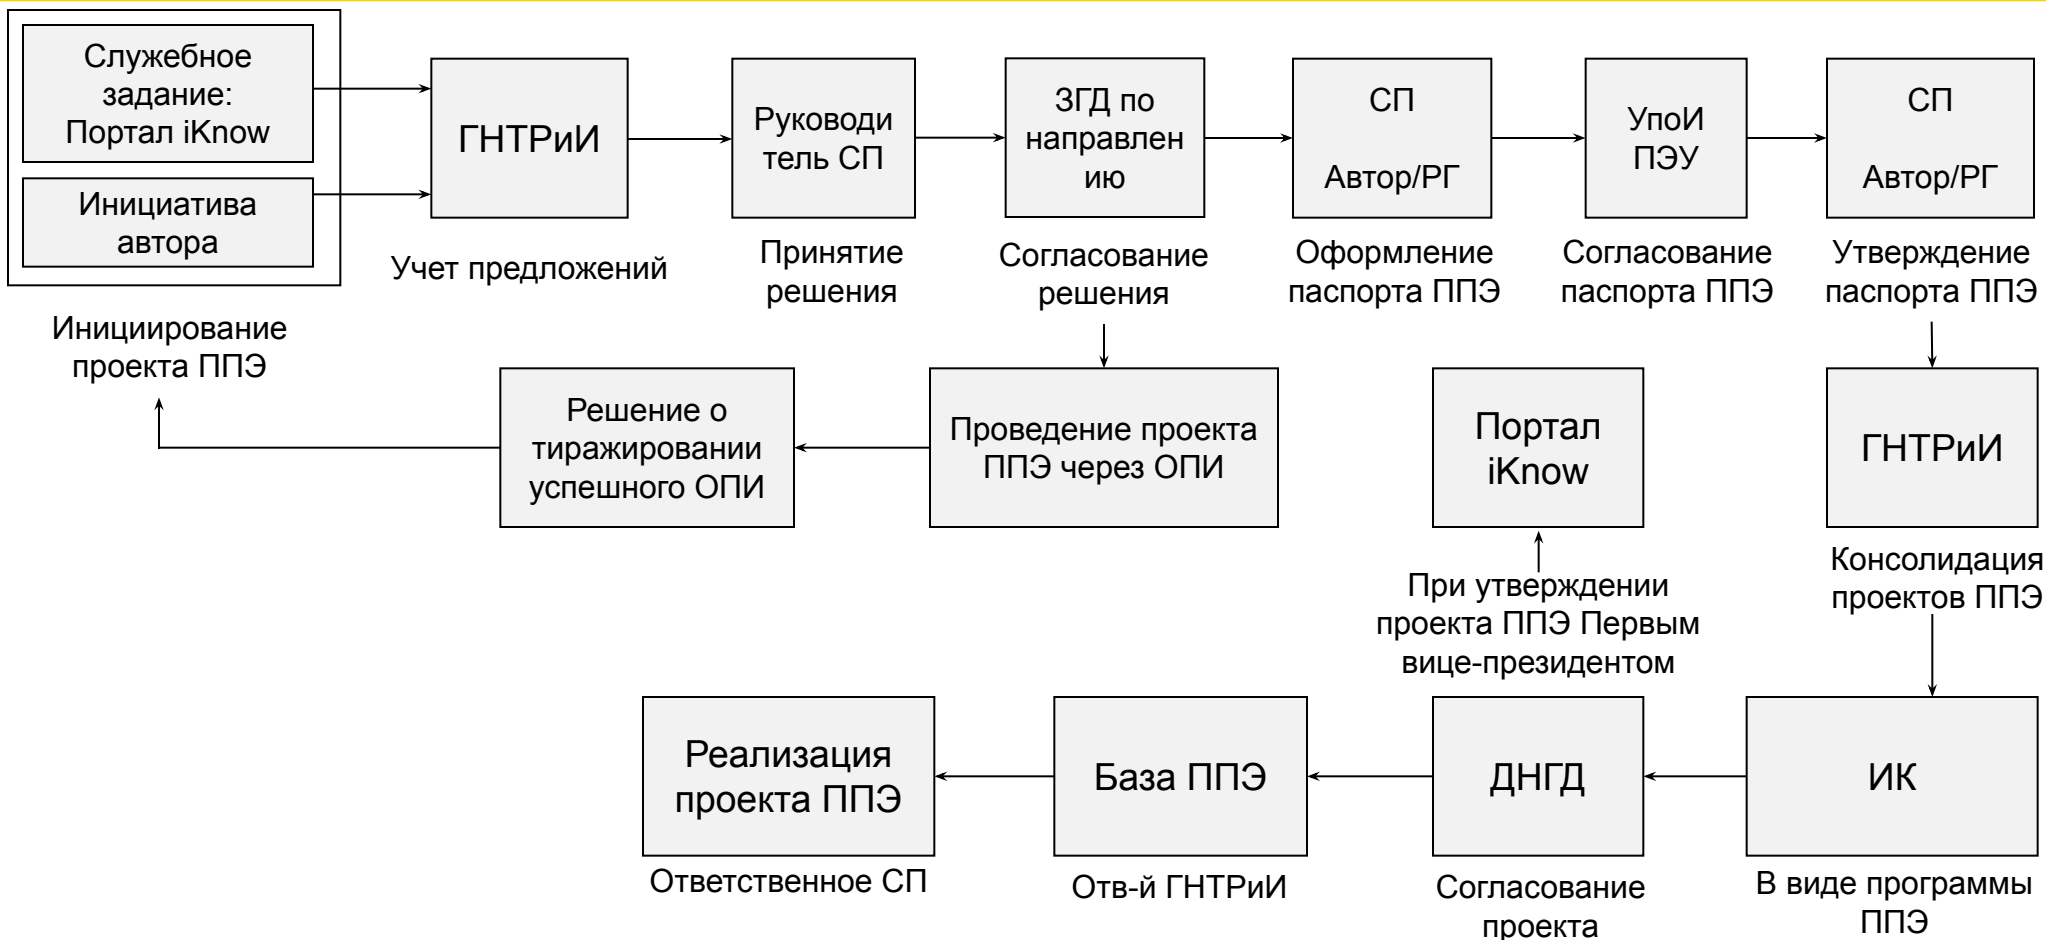 Служебное
задание:
Портал iKnow
Инициатива
автора
Инициирование
проекта ППЭ
ГНТРиИ
Учет предложений
Руководи
тель СП
Принятие
решения
ЗГД по
направлен
ию
Согласование
решения
СП
Автор/РГ
Оформление
паспорта ППЭ
УпоИ
ПЭУ
Согласование
паспорта ППЭ
СП
Автор/РГ
Утверждение
паспорта ППЭ
Решение о
тиражировании
успешного ОПИ
Проведение проекта
ППЭ через ОПИ
Портал
iKnow
При утверждении
проекта ППЭ Первым
вице-президентом
ГНТРиИ
Консолидация
проектов ППЭ
Реализация
проекта ППЭ
Ответственное СП
База ППЭ
Отв-й ГНТРиИ
ДНГД
Согласование
проекта
ИК
В виде программы
ППЭ